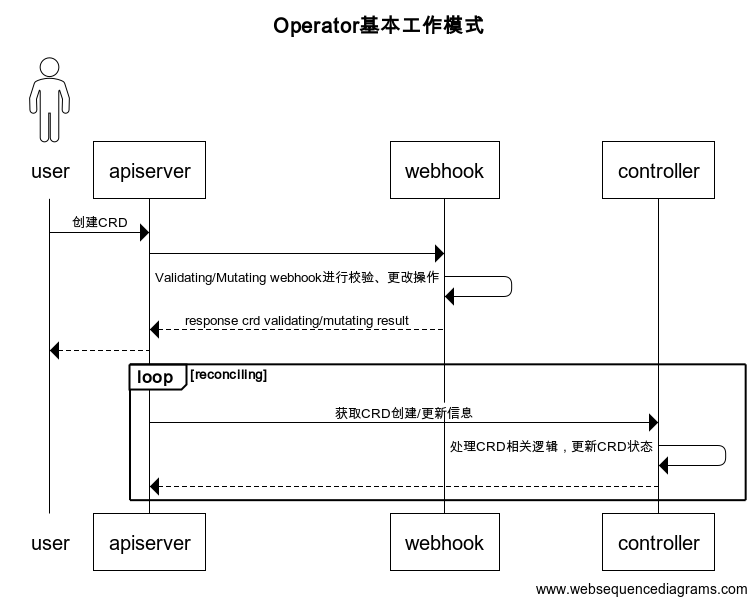 Operator基本工作模式
user
apiserver
webhook
controller
创建CRD
Validating/Mutating webhook进行校验、更改操作
response crd validating/mutating result
loop
[reconciling]
获取CRD创建/更新信息
处理CRD相关逻辑，更新CRD状态
user
apiserver
webhook
controller
www.websequencediagrams.com